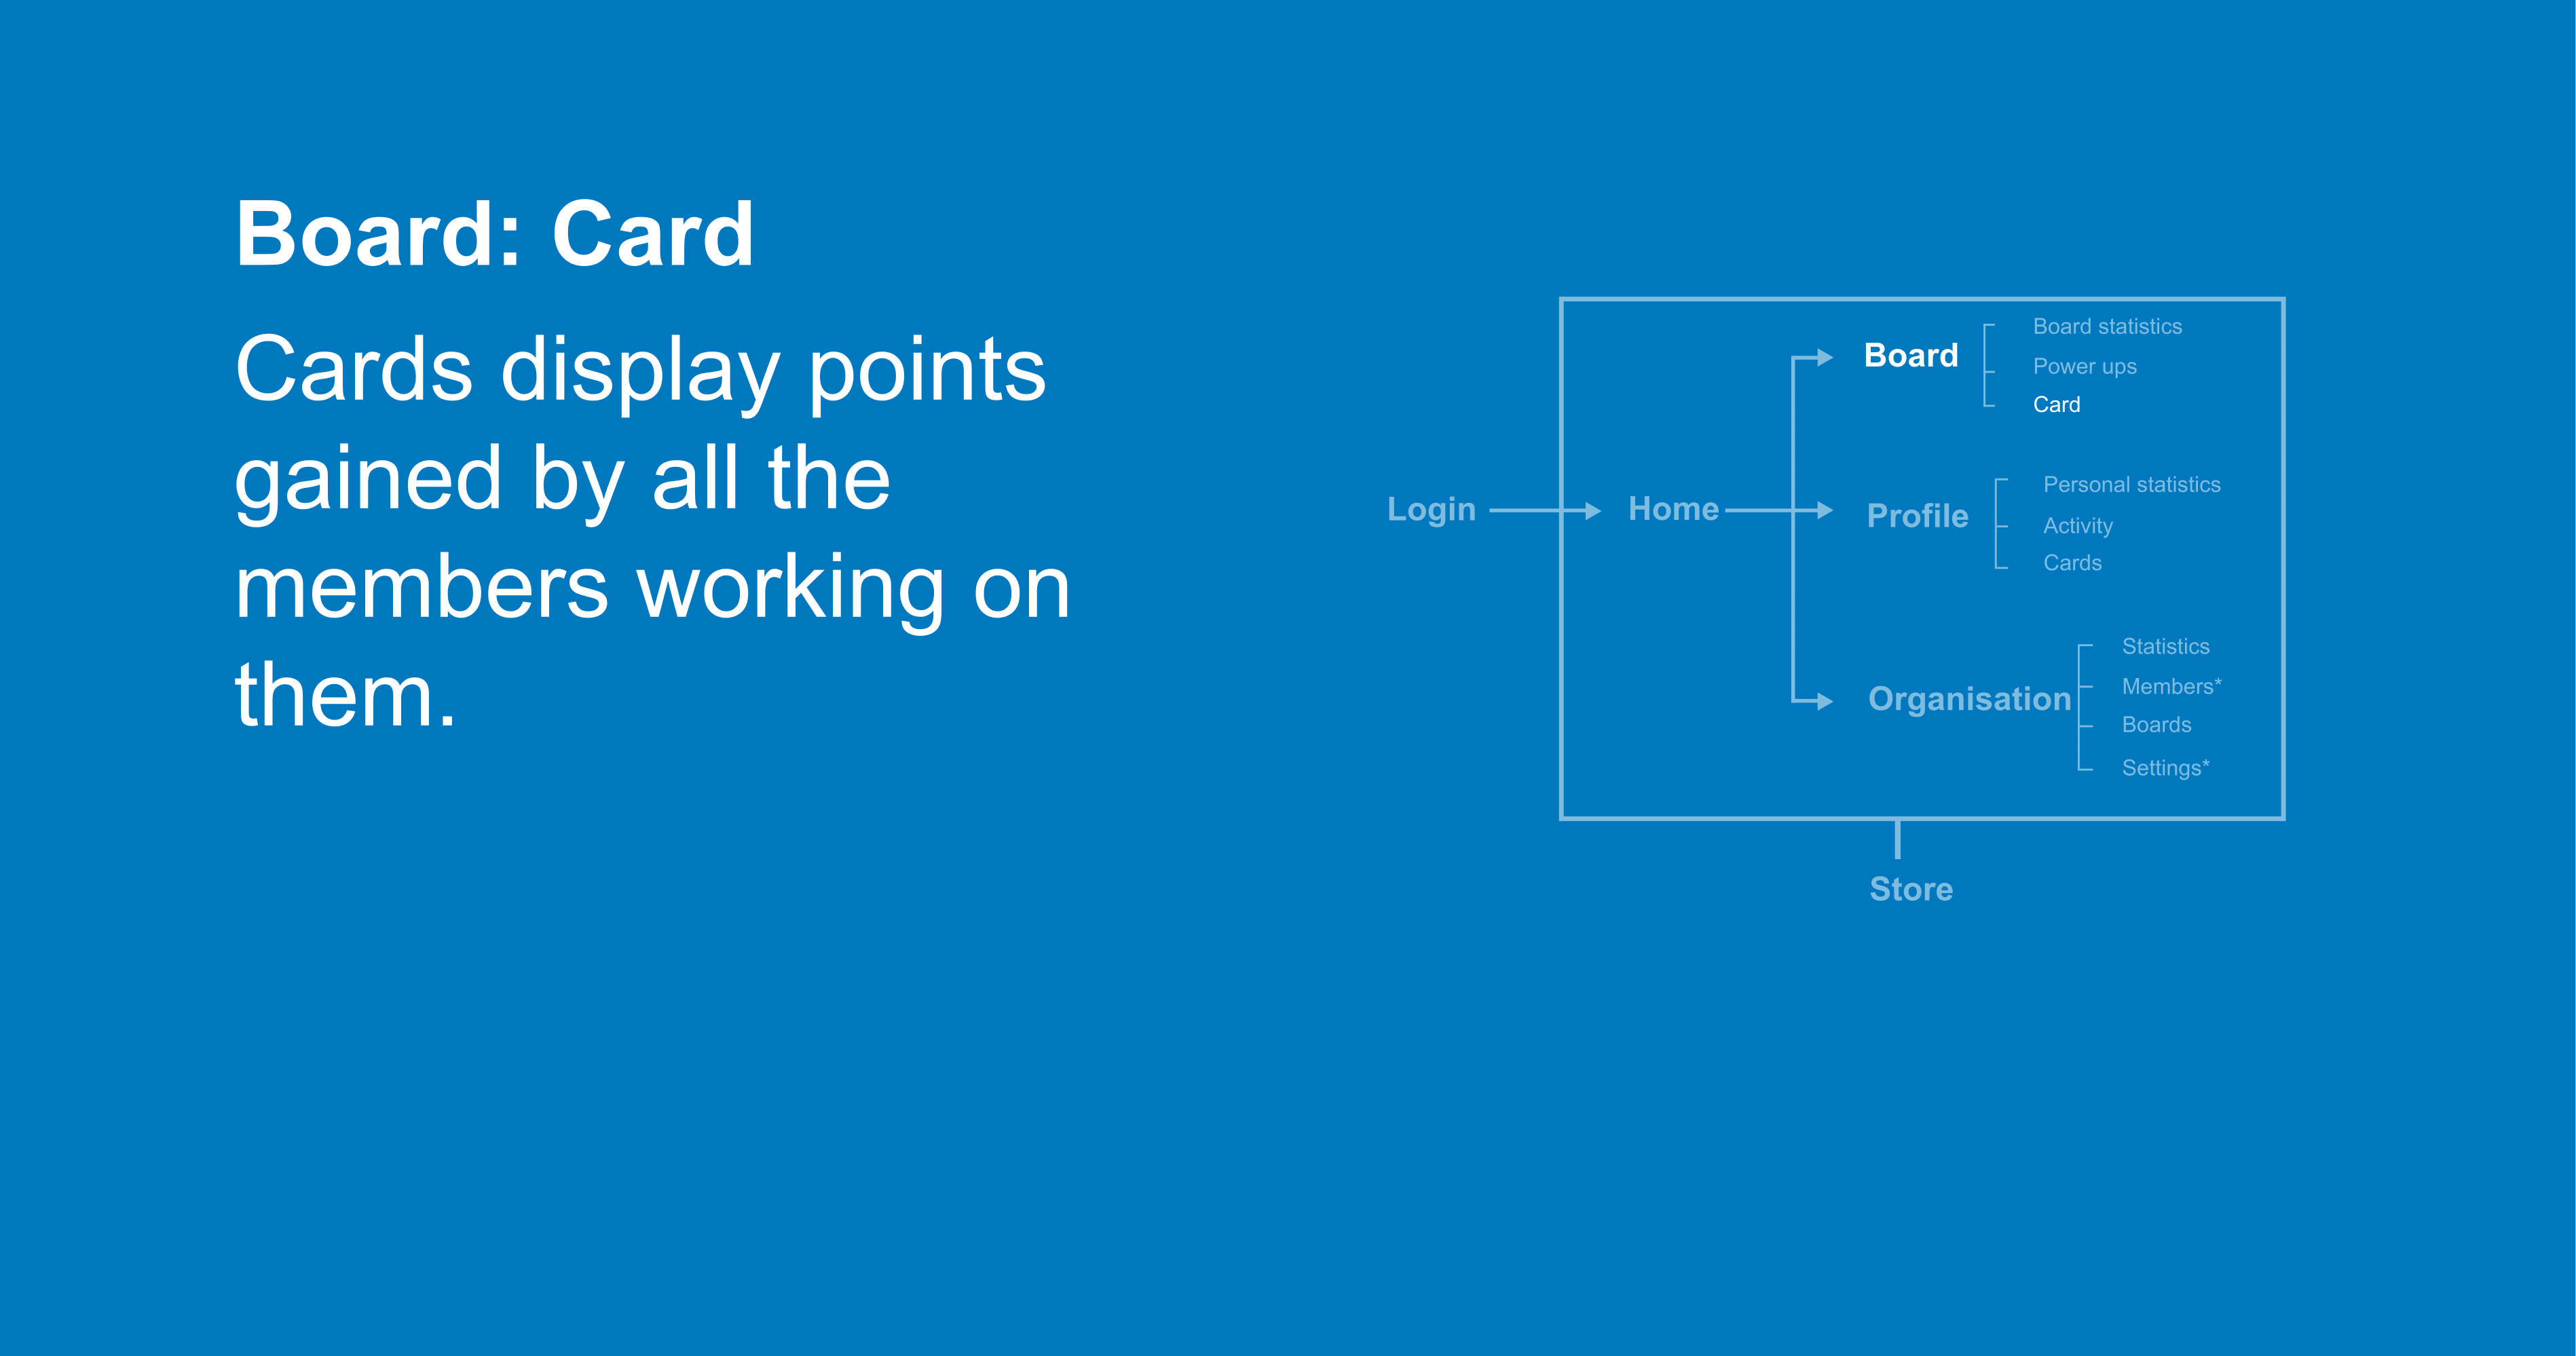 Board: Card
Cards display points
gained by all the
members working on
them.
Login
Home
Board
Board statistics
Power ups
Card
Profile
Personal statistics
Activity
Cards
Organisation
Statistics
Members*
Boards
Settings*
Store